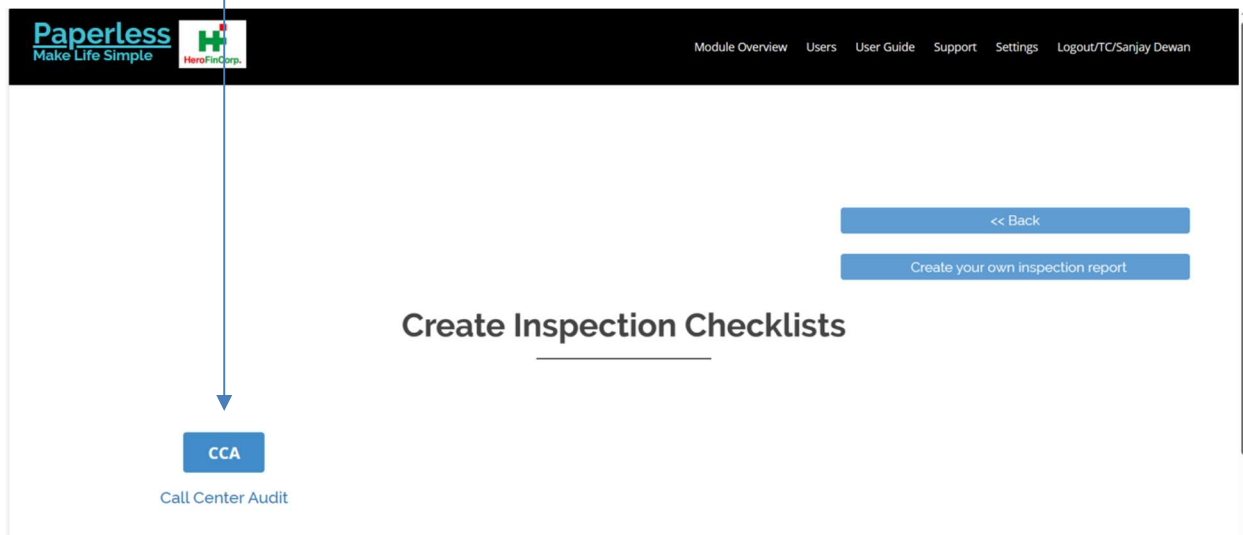 Paperless
Make Life Simple
HeroFinCorp.
Module Overview Users User Guide Support Settings Logout/TC/Sanjay Dewan
<< Back
Create your own inspection report
Create Inspection Checklists
CCA
Call Center Audit